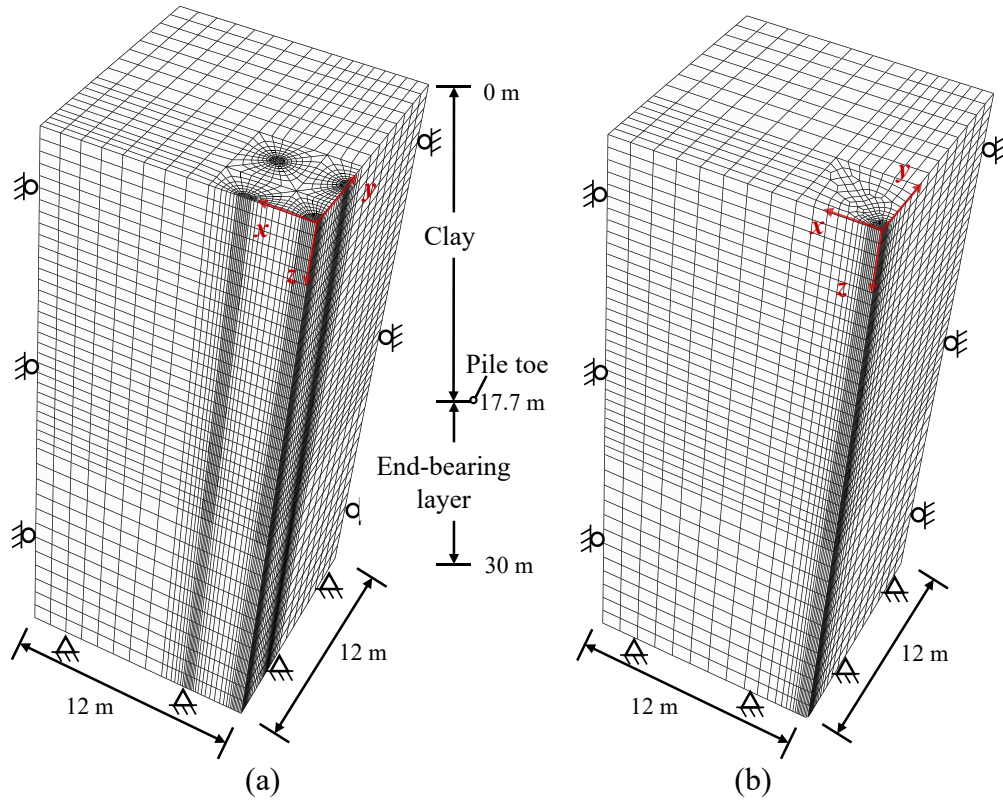 0 m
Clay
Pile toe
17.7 m
End-bearing
layer
30 m
x
y
z
12 m
12 m
(a)
x
y
z
12 m
12 m
(b)